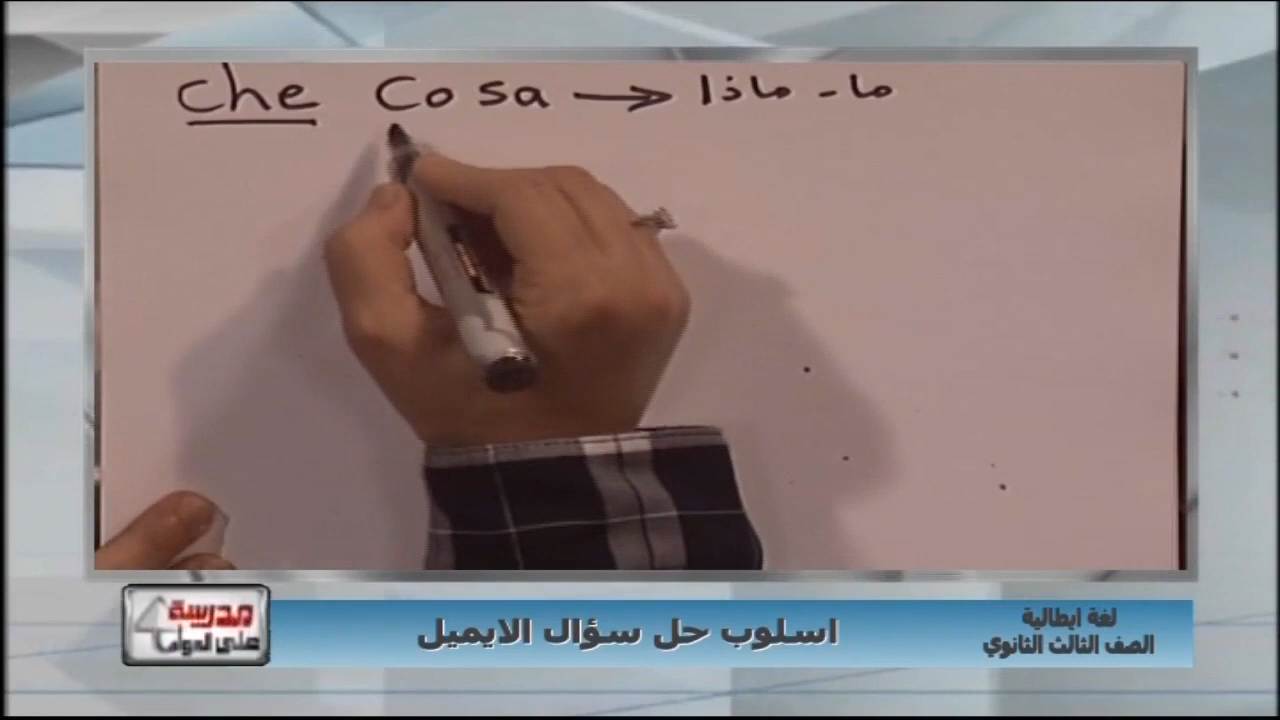 che Cosa → ما - ماذا
لغة ايطالية
الصف الثالث الثانوي
اسلوب حل سؤال الايميل
مدرسة
على الهواء